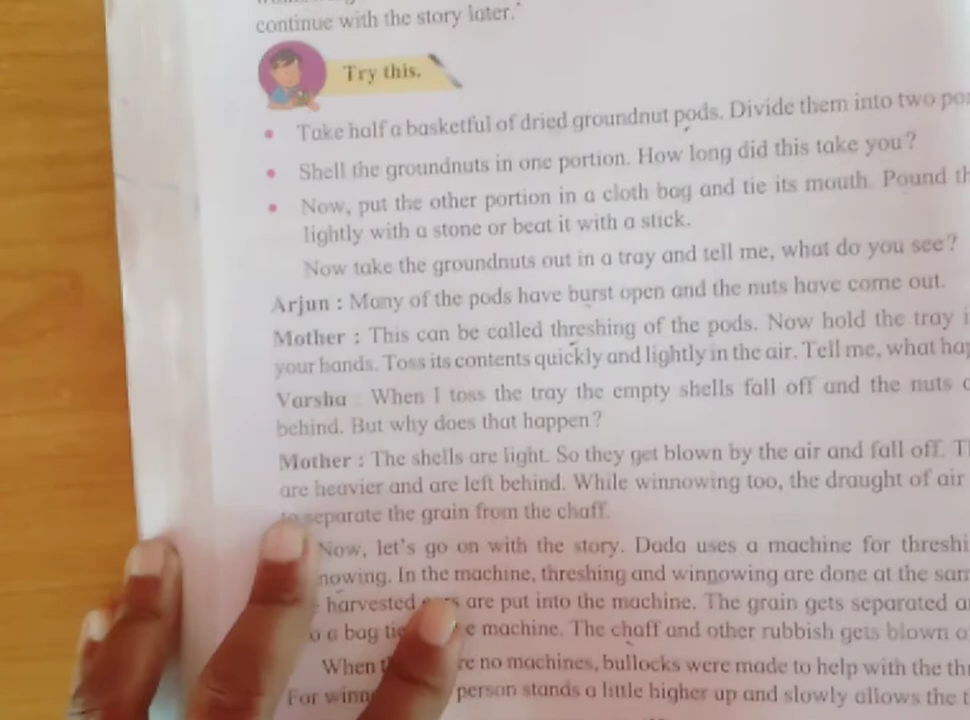 continue with the story later.'
Try this.
• Take half a basketful of dried groundnut pods. Divide them into two
• Shell the groundnuts in one portion. How long did this take you?
• Now, put the other portion in a cloth bag and tie its mouth. Pound
lightly with a stone or beat it with a stick.
Now take the groundnuts out in a tray and tell me, what do you see?
Arjun : Many of the pods have burst open and the nuts have come out.
Mother : This can be called threshing of the pods. Now hold the tray
your hands. Toss its contents quickly and lightly in the air. Tell me, what
Varsha : When I toss the tray the empty shells fall off and the nuts
behind. But why does that happen?
Mother : The shells are light. So they get blown by the air and fall off.
are heavier and are left behind. While winnowing too, the draught of air
to separate the grain from the chaff.
Now, let's go on with the story. Dada uses a machine for
In the machine, threshing and winnowing are done at the
harvested are put into the machine. The grain gets separated
a bag machine. The chaff and other rubbish gets blown
When no machines, bullocks were made to help with the
For person stands a little higher up and slowly allows the